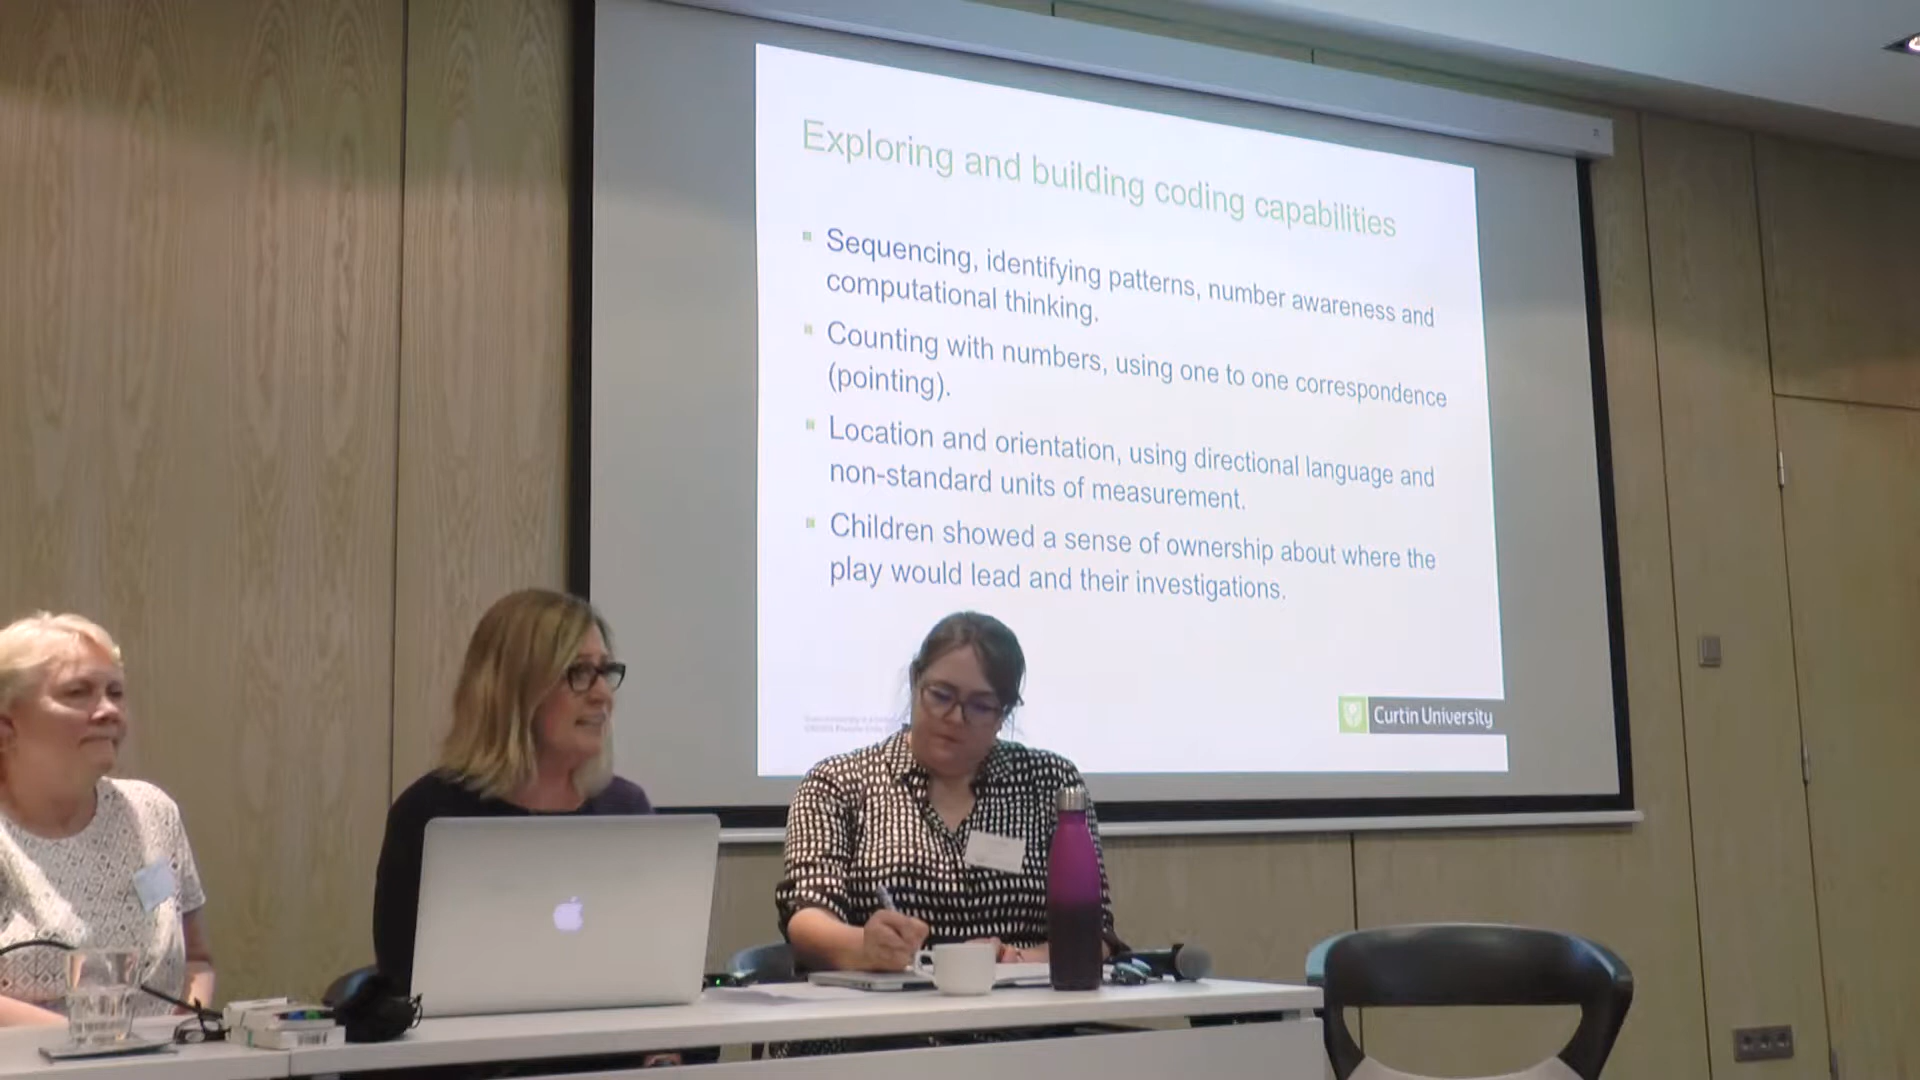 Exploring and building coding capabilities
Sequencing, identifying patterns, number awareness and
computational thinking.
Counting with numbers, using one to one correspondence
(pointing).
Location and orientation, using directional language and
non-standard units of measurement.
Children showed a sense of ownership about where the
play would lead and their investigations.
Curtin University